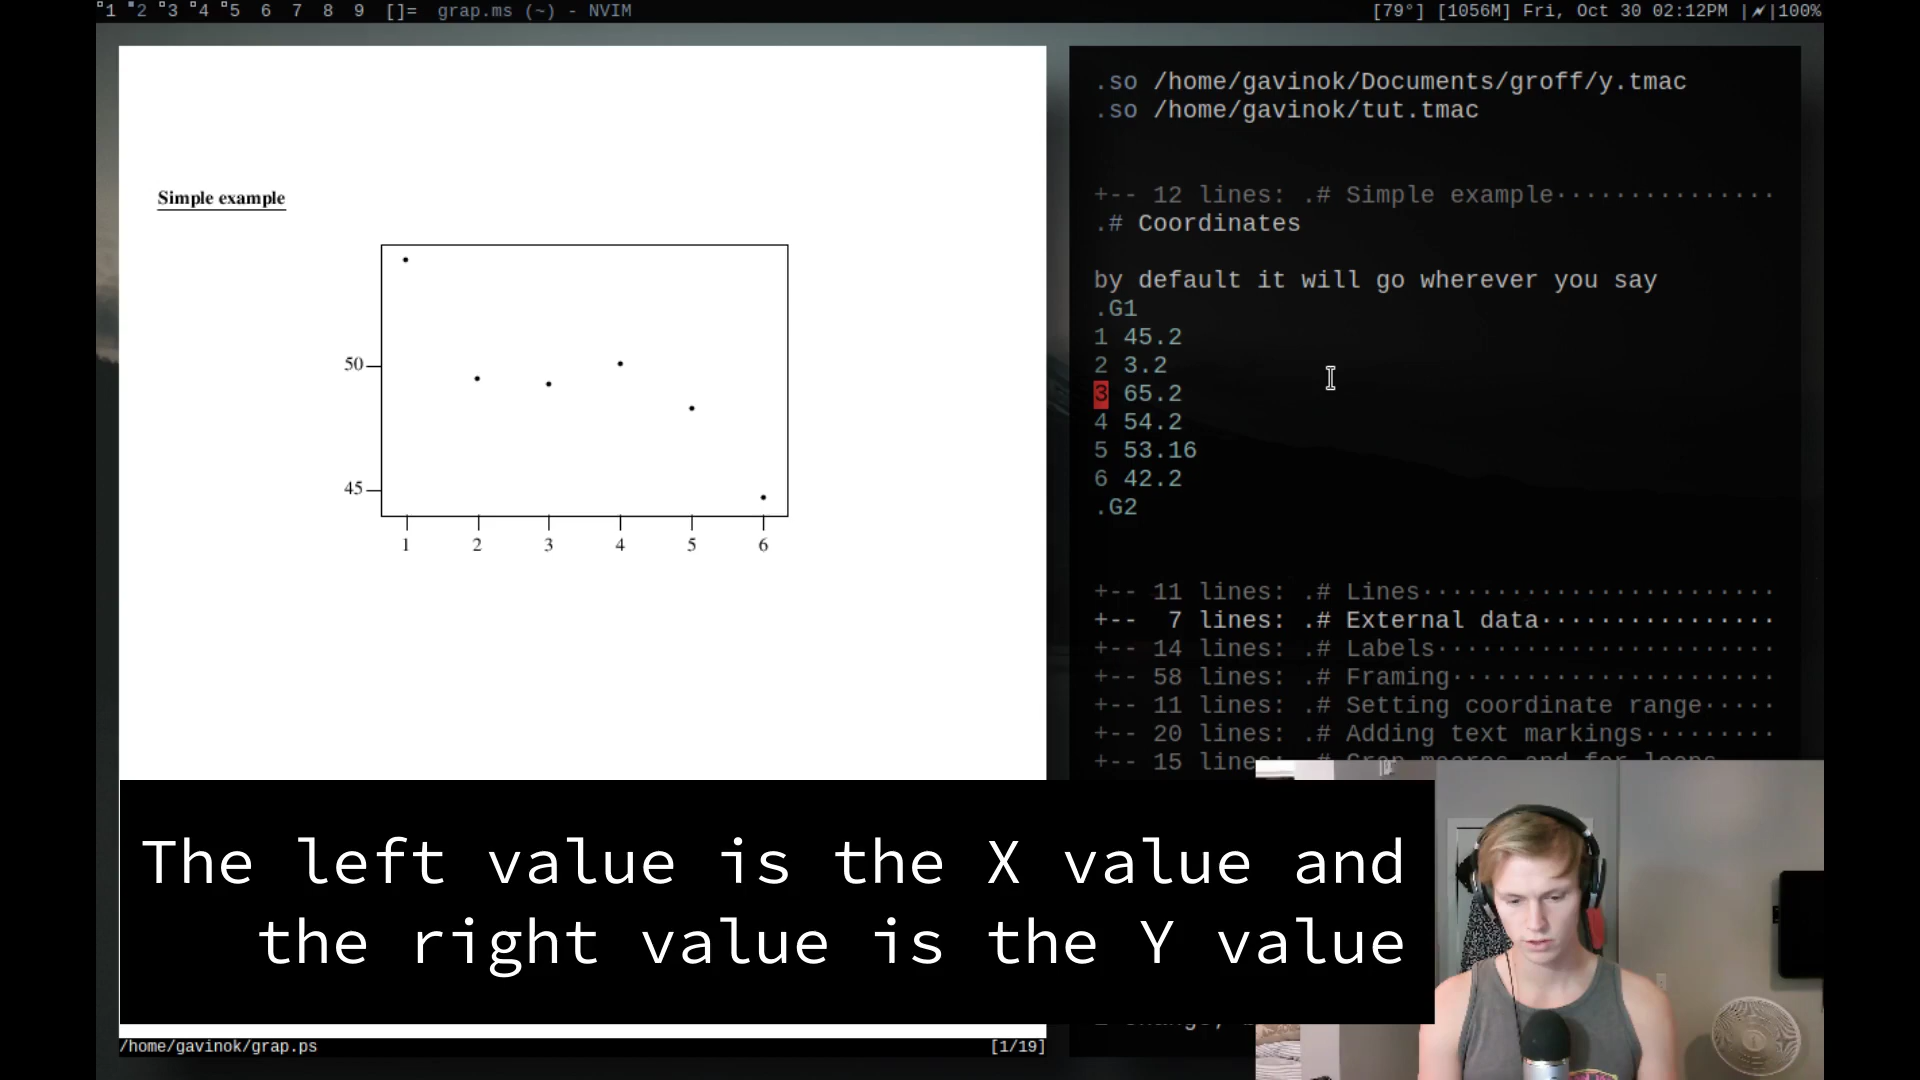 1 2 3 4 5 6 7 8 9 []= grap.ms (~) - NVIM
[79°] [1056M] Fri, Oct 30 02:12PM |🗲|100%
Simple example
50
45
1 2 3 4 5 6
.so /home/gavinok/Documents/groff/y.tmac
.so /home/gavinok/tut.tmac
+-- 12 lines: .# Simple example···············
.# Coordinates
by default it will go wherever you say
.G1
1 45.2
2 3.2
3 65.2
4 54.2
5 53.16
6 42.2
.G2
+-- 11 lines: .# Lines························
+-- 7 lines: .# External data················
+-- 14 lines: .# Labels·······················
+-- 58 lines: .# Framing······················
+-- 11 lines: .# Setting coordinate range·····
+-- 20 lines: .# Adding text markings·········
+-- 15 lines: .# Grap macros and for loops
The left value is the X value and
the right value is the Y value
/home/gavinok/grap.ps [1/19]